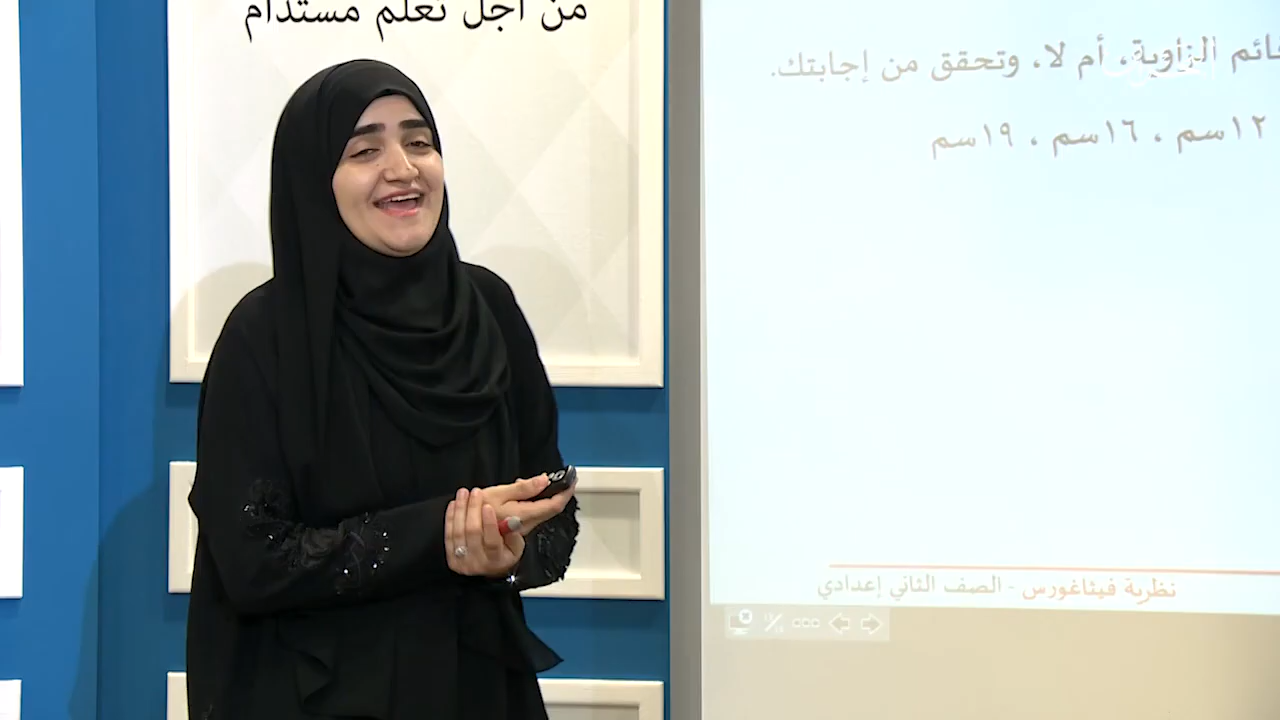 من أجل تعلم مستدام
الزاوية، أم لا، وتحقق من إجابتك.
١٢سم ، ١٦سم ، ١٩سم
نظرية فيثاغورس - الصف الثاني إعدادي